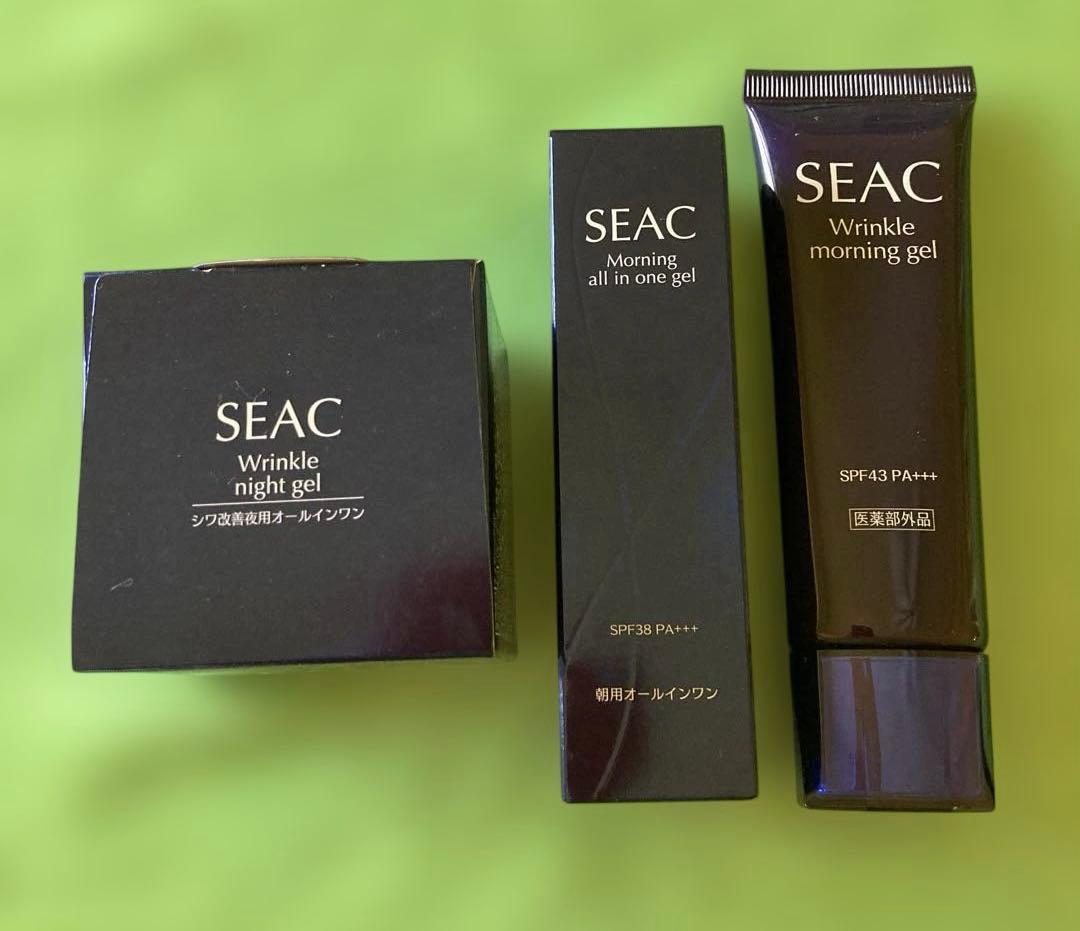 SEAC
Wrinkle
night gel
シワ改善夜用オールインワン
SEAC
Morning
all in one gel
SPF38 PA+++
朝用オールインワン
SEAC
Wrinkle
morning gel
SPF43 PA+++
医薬部外品